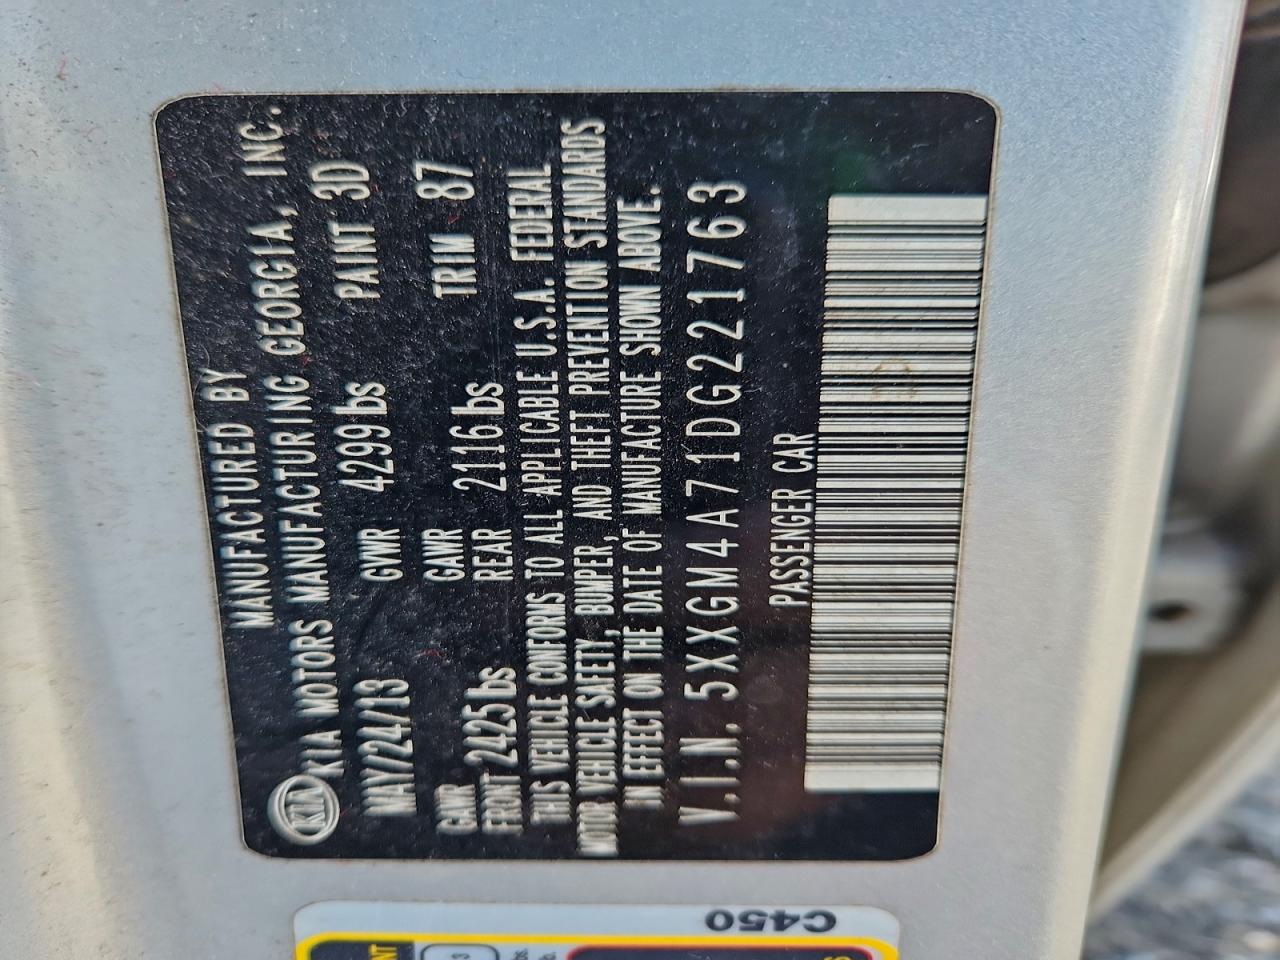 MANUFACTURED BY
KIA KIA MOTORS MANUFACTURING GEORGIA, INC.
MAY/24/13 GVWR 4299 lbs PAINT 3D
GAWR FRONT 2425 lbs GAWR REAR 2116 lbs TRIM 87
THIS VEHICLE CONFORMS TO ALL APPLICABLE U.S.A. FEDERAL
MOTOR VEHICLE SAFETY, BUMPER, AND THEFT PREVENTION STANDARDS
IN EFFECT ON THE DATE OF MANUFACTURE SHOWN ABOVE.
V.I.N. 5XXGM4A71DG221763
PASSENGER CAR
C450